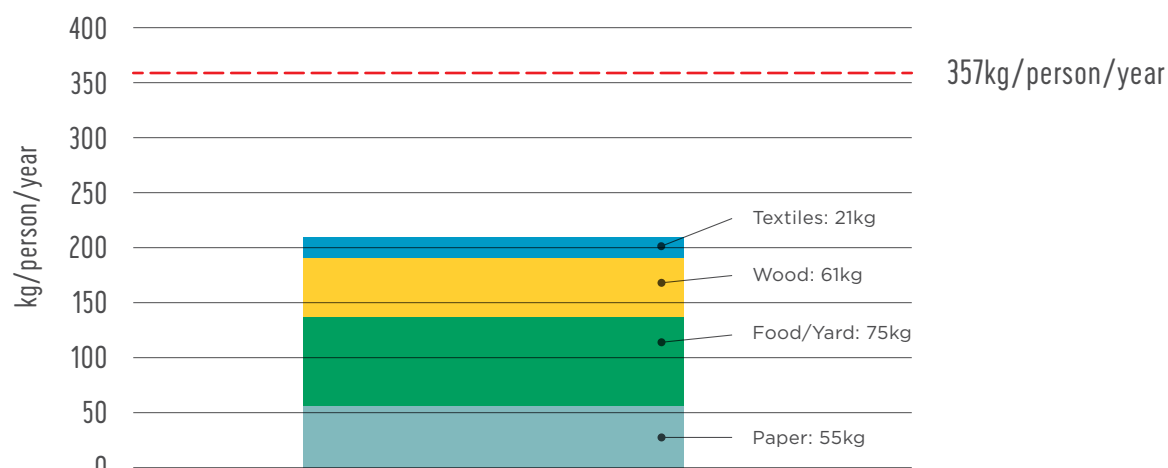 400
357kg/person/year
350
300
250
Textiles: 21kg
200
Wood: 61kg
150
Food/Yard: 75kg
100
50
Paper: 55kg
0
kg/person/year